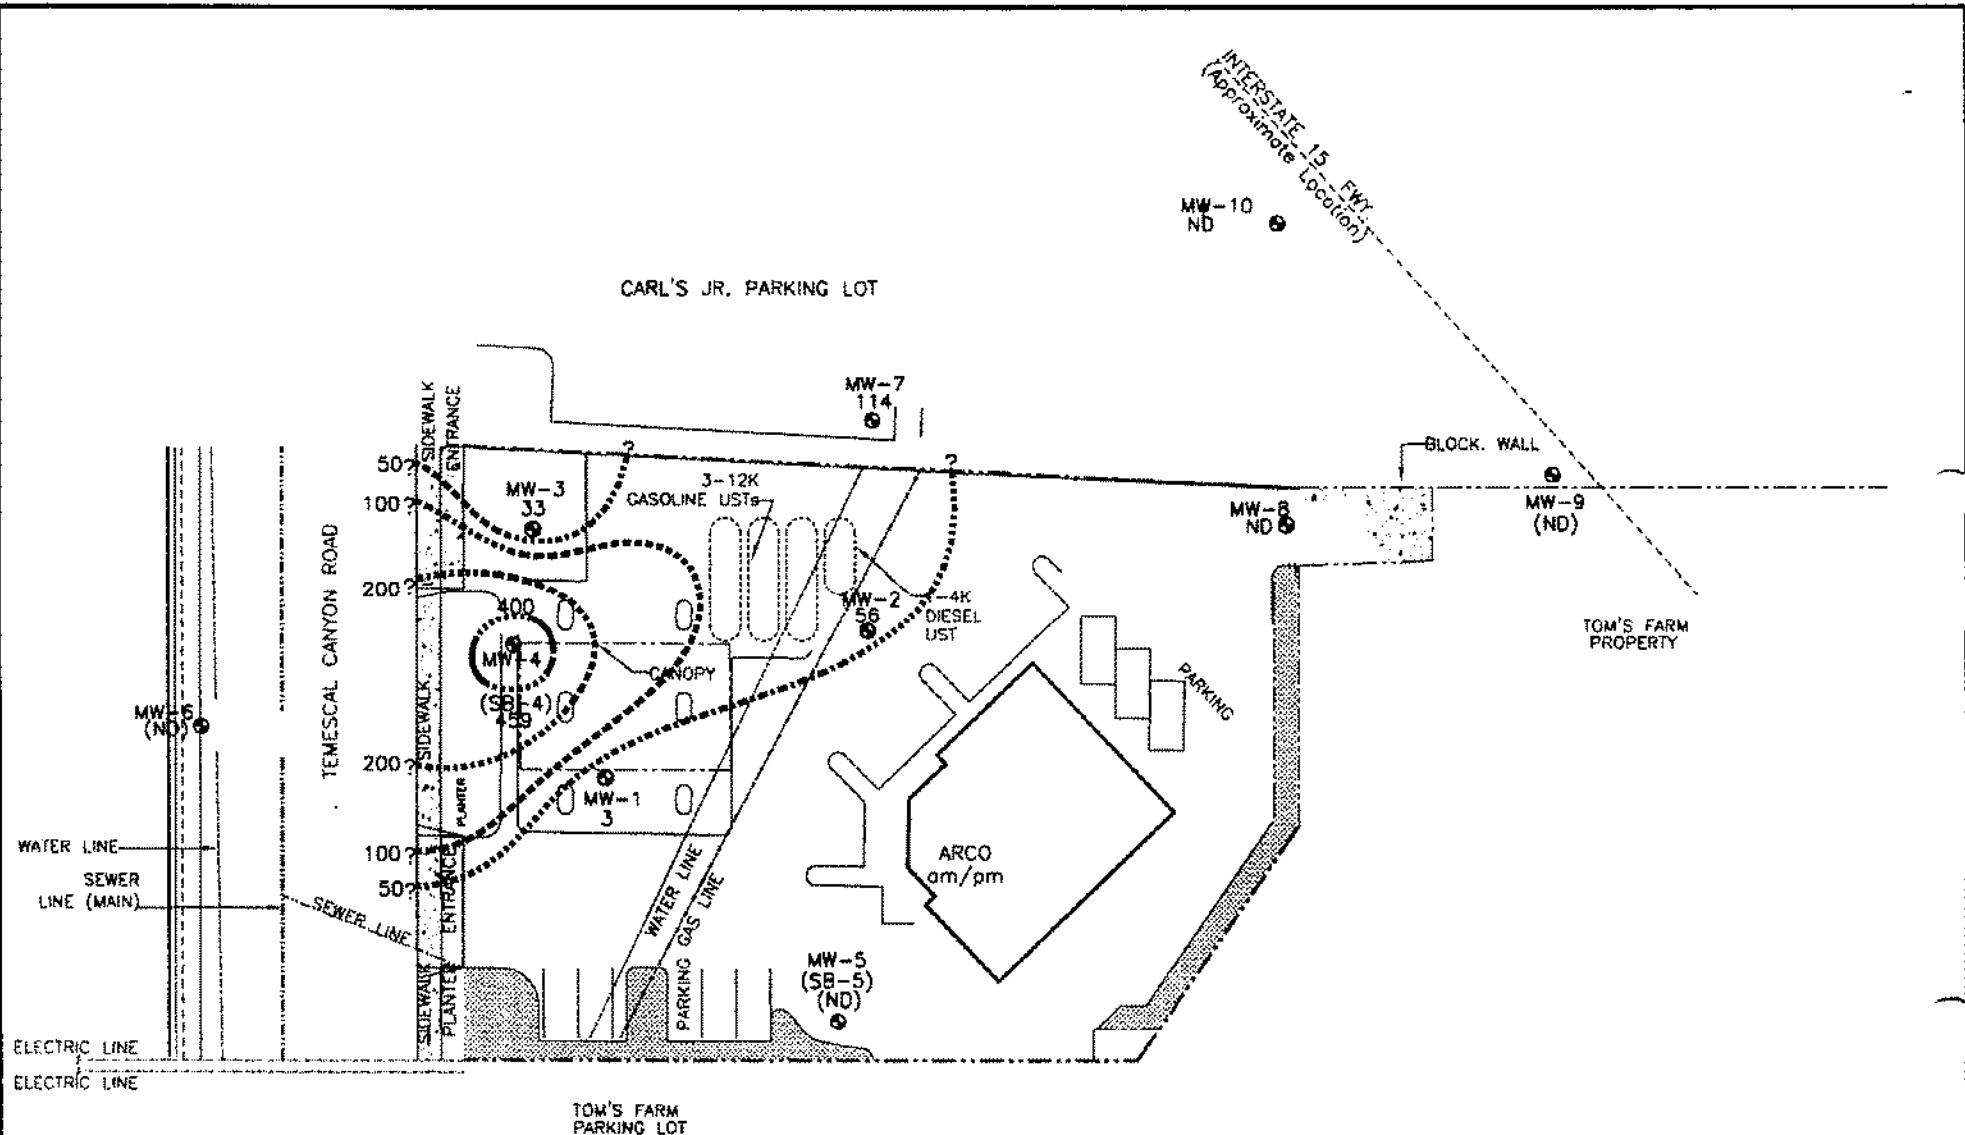 INTERSTATE 15 FWY
(Approximate Location)
MW-10
ND
CARL'S JR. PARKING LOT
MW-7
114
SIDEWALK
ENTRANCE
BLOCK. WALL
50?
?
?
3-12K
GASOLINE USTs
MW-3
33
100?
MW-8
ND
MW-9
(ND)
TEMESCAL CANYON ROAD
200?
400
MW-2
56
1-4K
DIESEL
UST
TOM'S FARM
PROPERTY
MW-4
CANOPY
(SB-4)
459
PARKING
MW-6
(ND)
SIDEWALK
200?
PLANTER
MW-1
3
WATER LINE
100?
ARCO
am/pm
SEWER
LINE (MAIN)
50?
ENTRANCE
SEWER LINE
WATER LINE
GAS LINE
PARKING
MW-5
(SB-5)
(ND)
SIDEWALK
PLANTER
ELECTRIC LINE
ELECTRIC LINE
TOM'S FARM
PARKING LOT